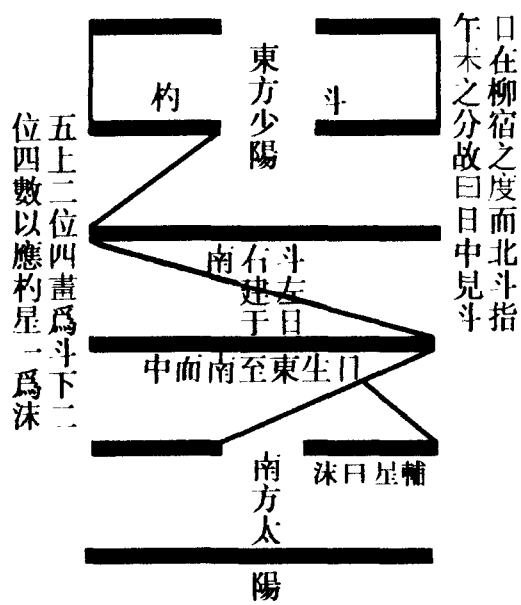 日在柳宿之度而北斗指
午未之分故曰日中見斗
東方少陽
斗杓
斗左日
右建于
南
日生東至南而中
輔星曰沫
南方太陽
五上二位四畫爲斗下二
位四數以應杓星一爲沫